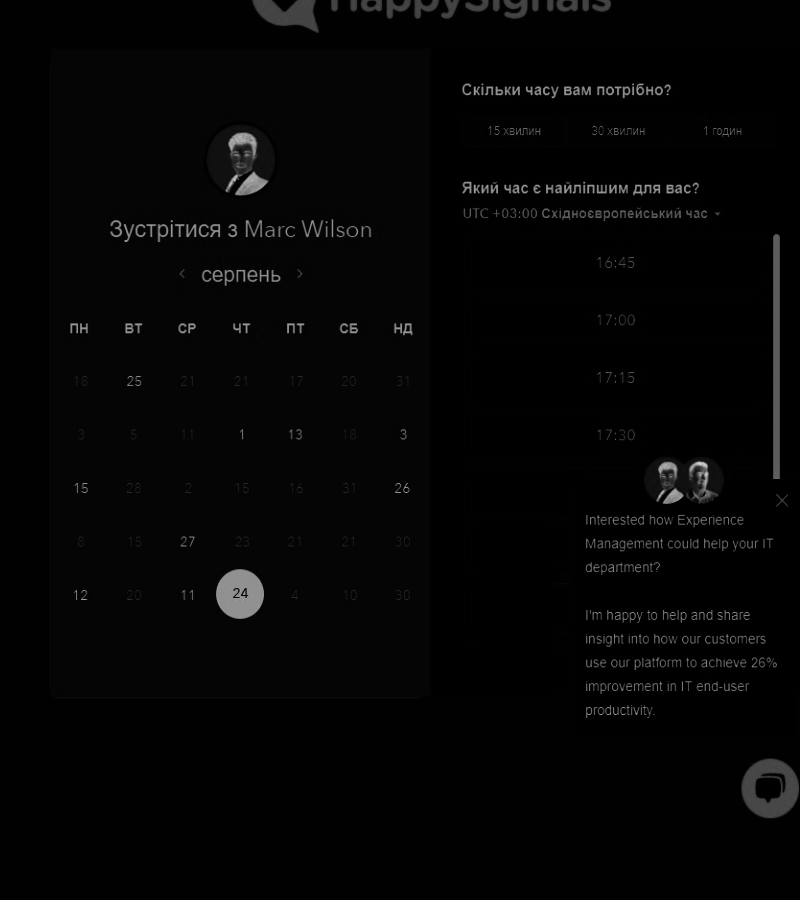 HappySignals
Зустрітися з Marc Wilson
серпень
ПН ВТ СР ЧТ ПТ СБ НД
18 25 21 21 17 20 31
3 5 11 1 13 18 3
15 28 2 15 16 31 26
8 15 27 23 21 21 30
12 20 11 24 4 10 30
Скільки часу вам потрібно?
15 хвилин 30 хвилин 1 годин
Який час є найліпшим для вас?
UTC +03:00 Східноєвропейський час
16:45
17:00
17:15
17:30
Interested how Experience
Management could help your IT
department?
I'm happy to help and share
insight into how our customers
use our platform to achieve 26%
improvement in IT end-user
productivity.